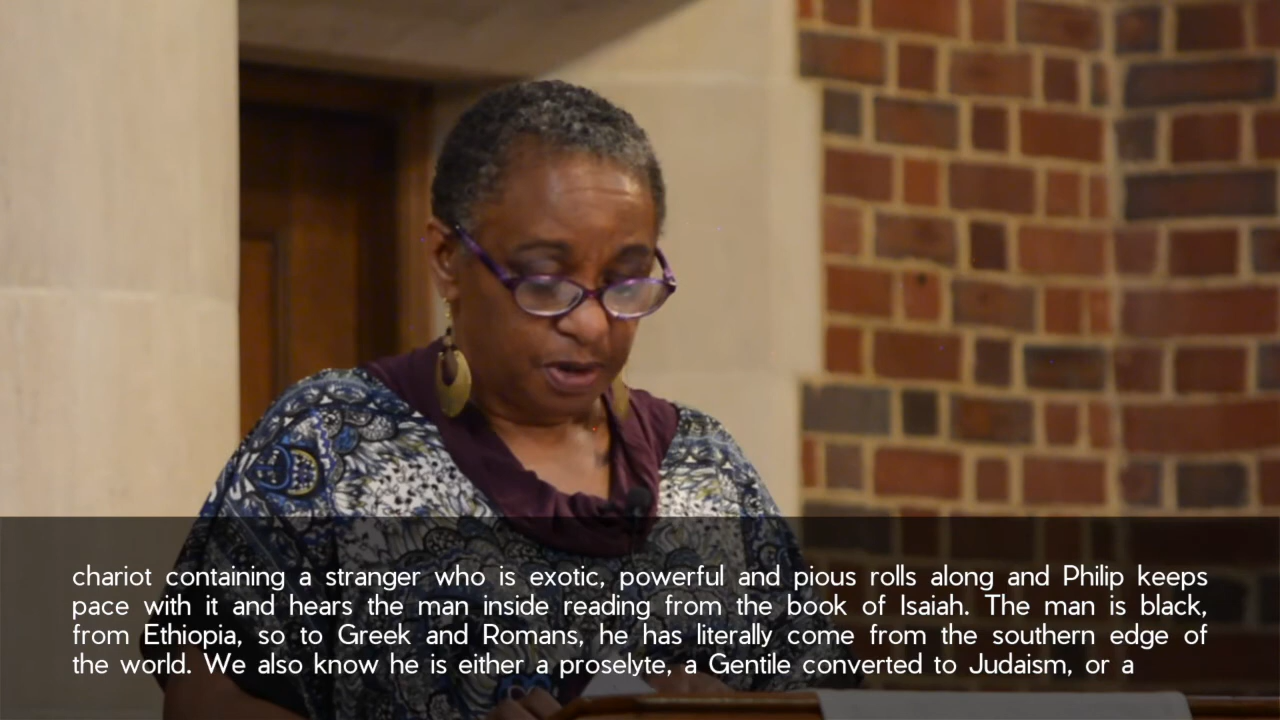 chariot containing a stranger who is exotic, powerful and pious rolls along and Philip keeps
pace with it and hears the man inside reading from the book of Isaiah. The man is black,
from Ethiopia, so to Greek and Romans, he has literally come from the southern edge of
the world. We also know he is either a proselyte, a Gentile converted to Judaism, or a